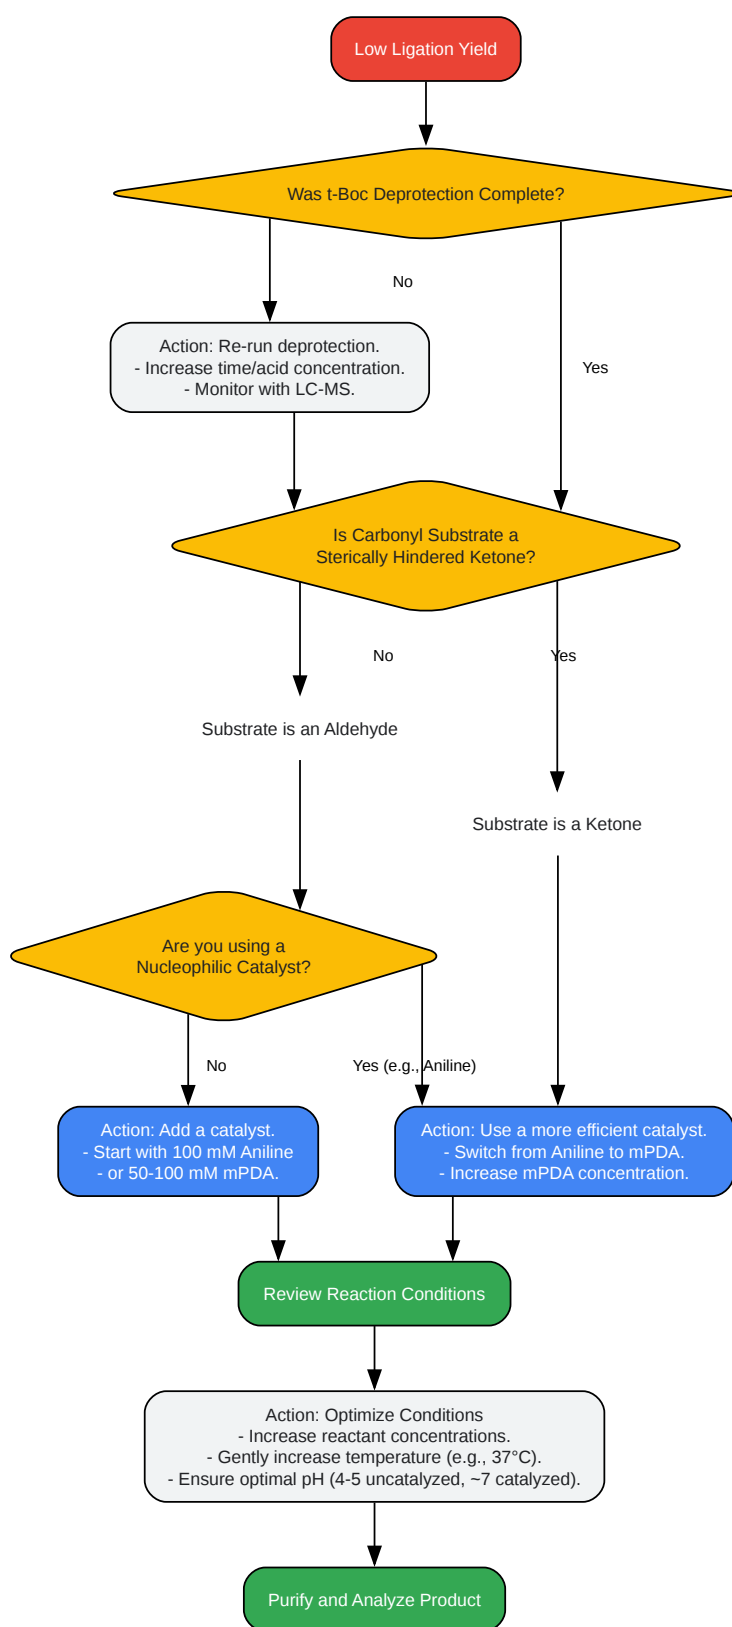 Low Ligation Yield
Was t-Boc Deprotection Complete?
No
Action: Re-run deprotection.
- Increase time/acid concentration.
- Monitor with LC-MS.
Yes
Is Carbonyl Substrate a
Sterically Hindered Ketone?
No
Yes
Substrate is an Aldehyde
Substrate is a Ketone
Are you using a
Nucleophilic Catalyst?
No
Yes (e.g., Aniline)
Action: Add a catalyst.
- Start with 100 mM Aniline
- or 50-100 mM mPDA.
Action: Use a more efficient catalyst.
- Switch from Aniline to mPDA.
- Increase mPDA concentration.
Review Reaction Conditions
Action: Optimize Conditions
- Increase reactant concentrations.
- Gently increase temperature (e.g., 37°C).
- Ensure optimal pH (4-5 uncatalyzed, ~7 catalyzed).
Purify and Analyze Product